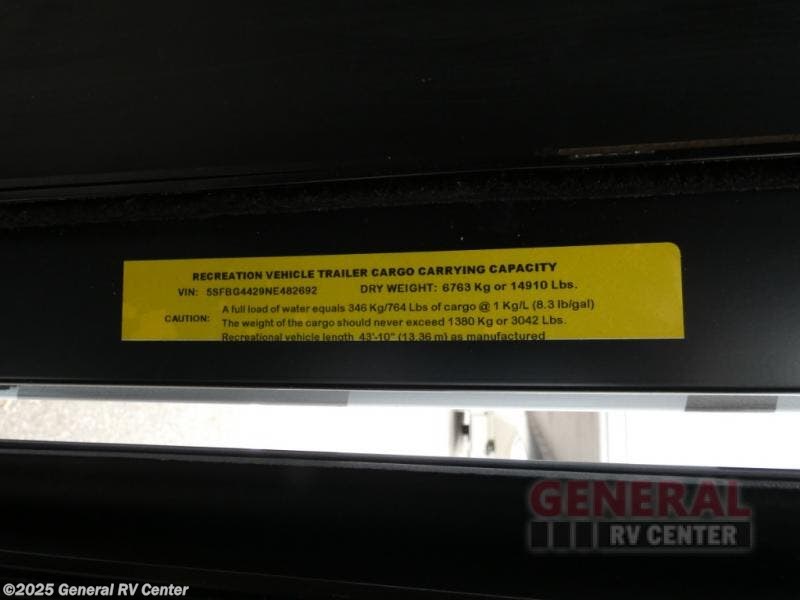 RECREATION VEHICLE TRAILER CARGO CARRYING CAPACITY
VIN: 5SFBG4429NE482692 DRY WEIGHT: 6763 Kg or 14910 Lbs.
CAUTION: A full load of water equals 346 Kg/764 Lbs of cargo @ 1 Kg/L (8.3 lb/gal)
The weight of the cargo should never exceed 1380 Kg or 3042 Lbs.
Recreational vehicle length 43'-10" (13.36 m) as manufactured
GENERAL
RV CENTER
©2025 General RV Center